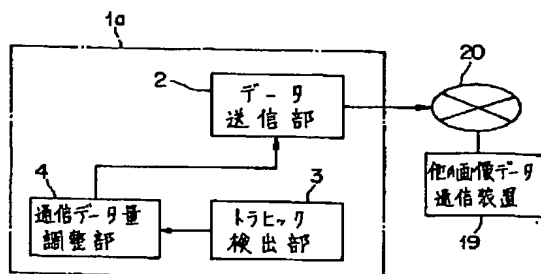 1a
2
データ
送信部
20
4
通信データ量
調整部
3
トラヒック
検出部
他の画像データ
通信装置
19